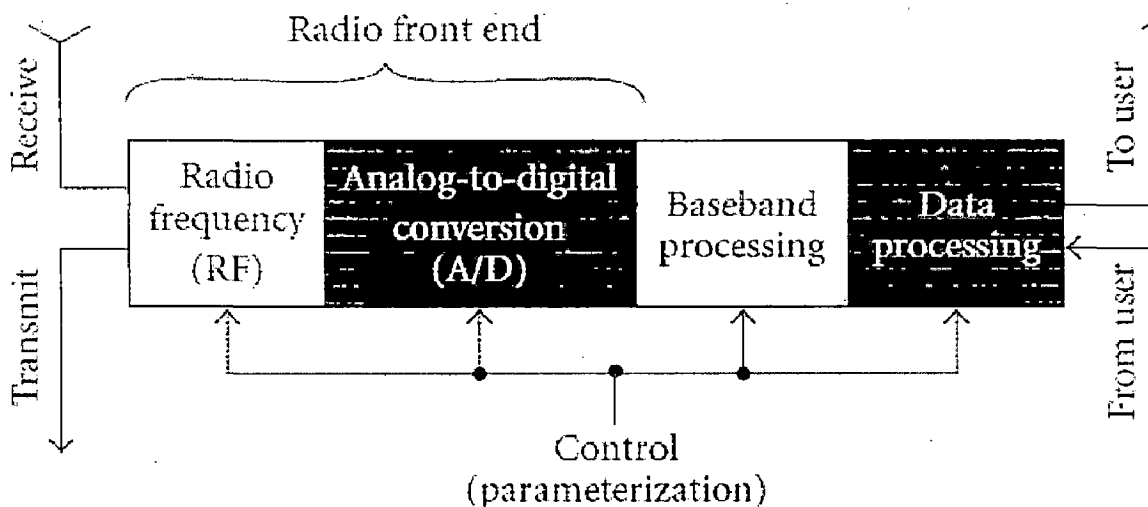 Radio front end
Receive
Transmit
Radio
frequency
(RF)
Analog-to-digital
conversion
(A/D)
Baseband
processing
Data
processing
To user
From user
Control
(parameterization)